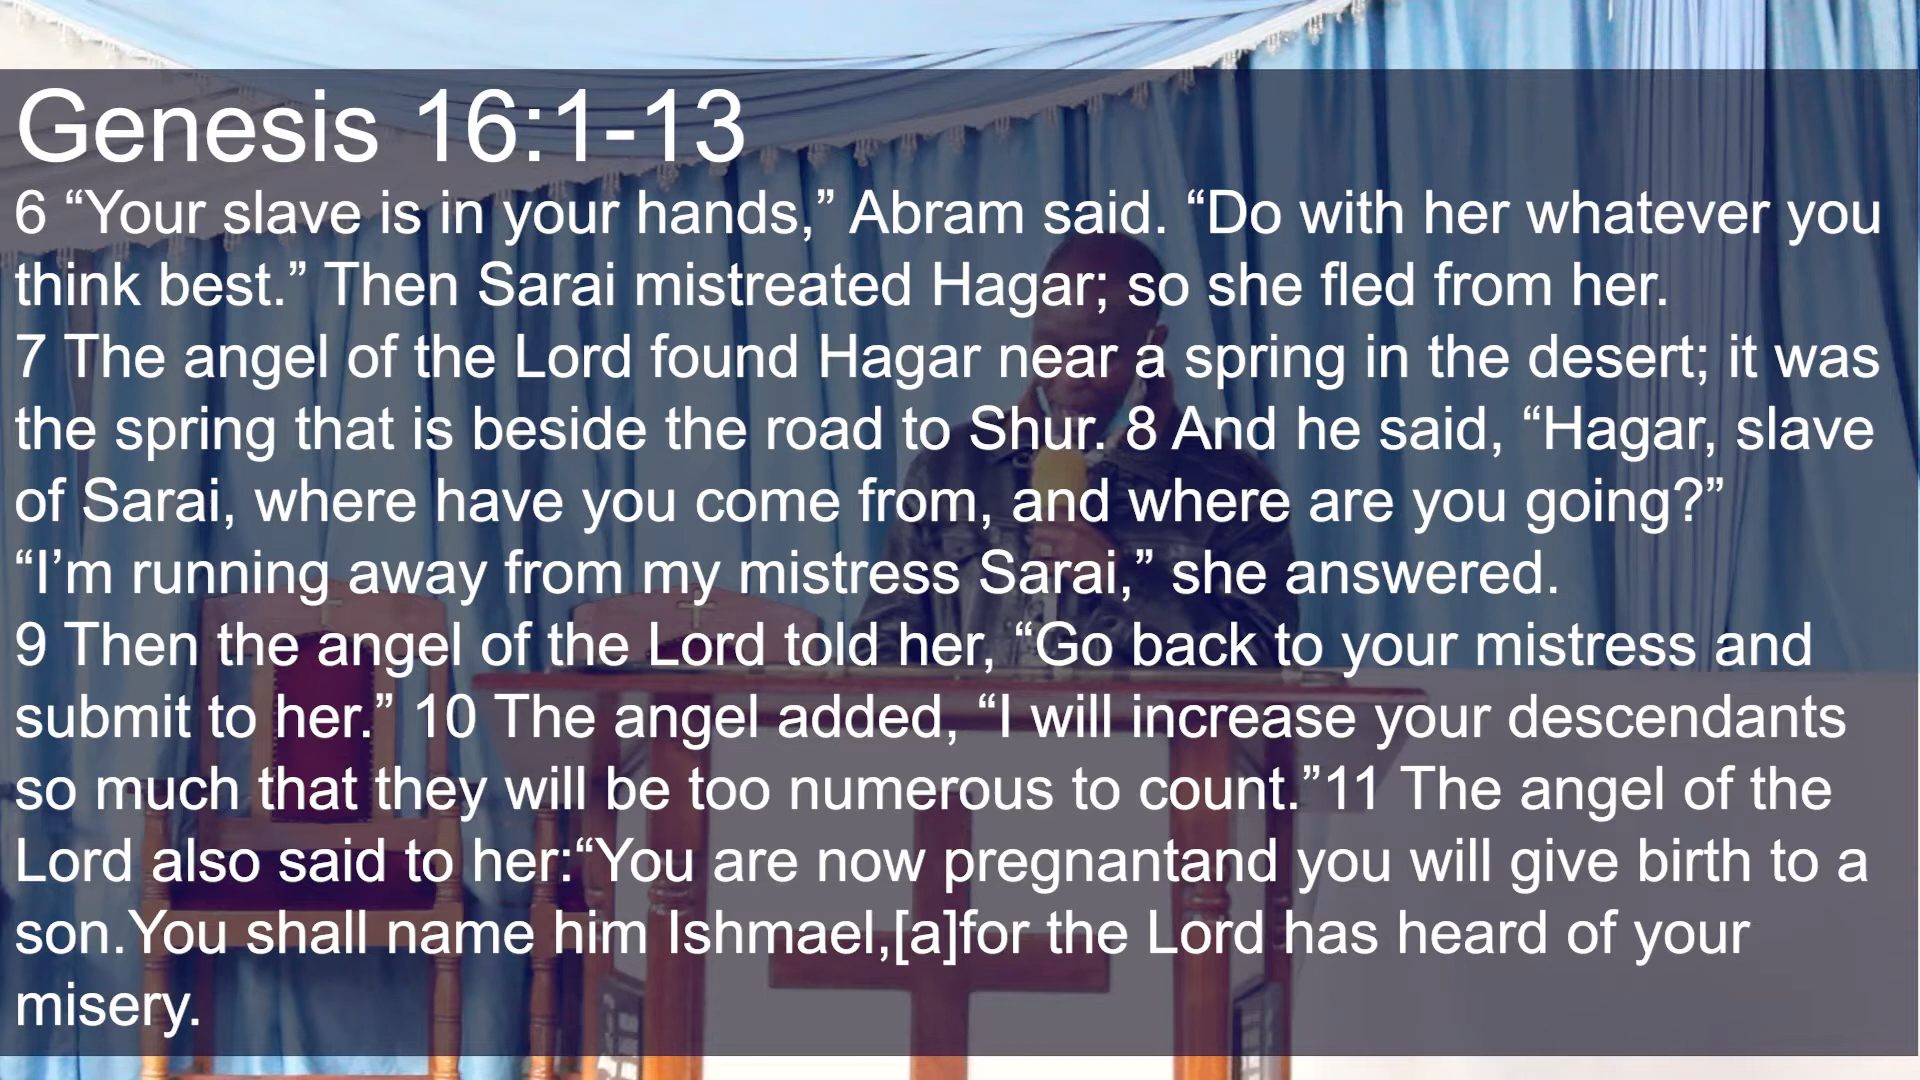 Genesis 16:1-13
6 “Your slave is in your hands,” Abram said. “Do with her whatever you
think best.” Then Sarai mistreated Hagar; so she fled from her.
7 The angel of the Lord found Hagar near a spring in the desert; it was
the spring that is beside the road to Shur. 8 And he said, “Hagar, slave
of Sarai, where have you come from, and where are you going?”
“I’m running away from my mistress Sarai,” she answered.
9 Then the angel of the Lord told her, “Go back to your mistress and
submit to her.” 10 The angel added, “I will increase your descendants
so much that they will be too numerous to count.”11 The angel of the
Lord also said to her:“You are now pregnantand you will give birth to a
son.You shall name him Ishmael,[a]for the Lord has heard of your
misery.